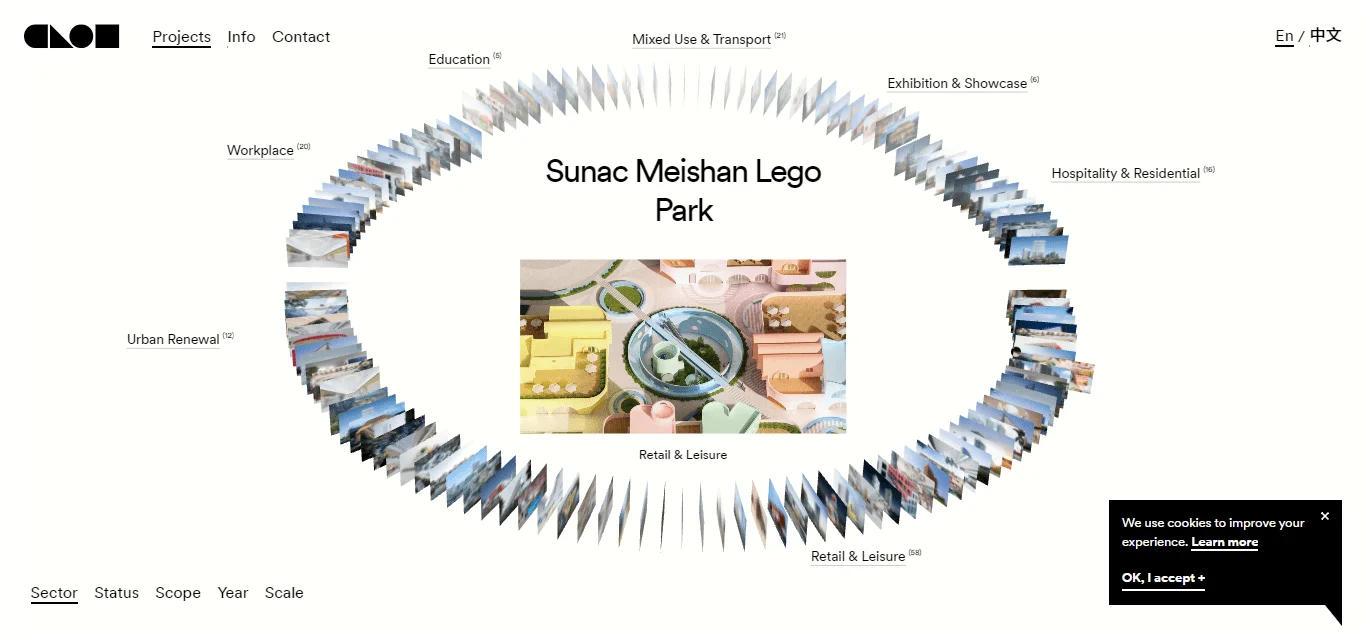 CLOU
Projects Info Contact
En / 中文
Mixed Use & Transport (21)
Education (5)
Exhibition & Showcase (6)
Workplace (20)
Hospitality & Residential (16)
Sunac Meishan Lego
Park
Urban Renewal (12)
Retail & Leisure
Retail & Leisure (58)
We use cookies to improve your
experience. Learn more
OK, I accept +
Sector Status Scope Year Scale